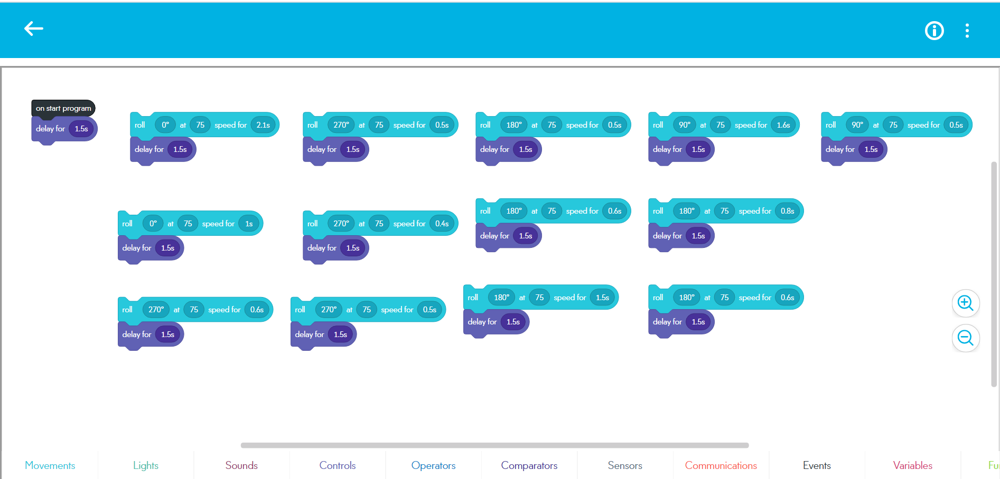 on start program
delay for 1.5s
roll 0° at 75 speed for 2.1s
delay for 1.5s
roll 270° at 75 speed for 0.5s
delay for 1.5s
roll 180° at 75 speed for 0.5s
delay for 1.5s
roll 90° at 75 speed for 1.6s
delay for 1.5s
roll 90° at 75 speed for 0.5s
delay for 1.5s
roll 0° at 75 speed for 1s
delay for 1.5s
roll 270° at 75 speed for 0.4s
delay for 1.5s
roll 180° at 75 speed for 0.6s
delay for 1.5s
roll 180° at 75 speed for 0.8s
delay for 1.5s
roll 270° at 75 speed for 0.6s
delay for 1.5s
roll 270° at 75 speed for 0.5s
delay for 1.5s
roll 180° at 75 speed for 1.5s
delay for 1.5s
roll 180° at 75 speed for 0.6s
delay for 1.5s
Movements Lights Sounds Controls Operators Comparators Sensors Communications Events Variables Fu